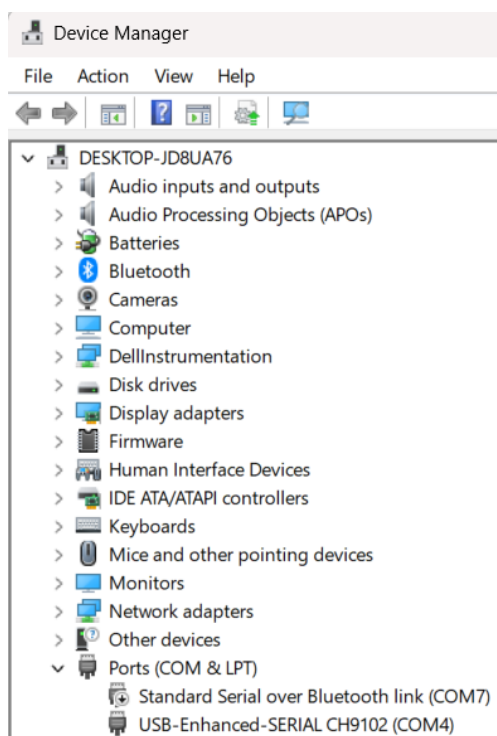 Device Manager
File Action View Help
?
DESKTOP-JD8UA76
Audio inputs and outputs
Audio Processing Objects (APOs)
Batteries
Bluetooth
Cameras
Computer
DellInstrumentation
Disk drives
Display adapters
Firmware
Human Interface Devices
IDE ATA/ATAPI controllers
Keyboards
Mice and other pointing devices
Monitors
Network adapters
Other devices
Ports (COM & LPT)
Standard Serial over Bluetooth link (COM7)
USB-Enhanced-SERIAL CH9102 (COM4)